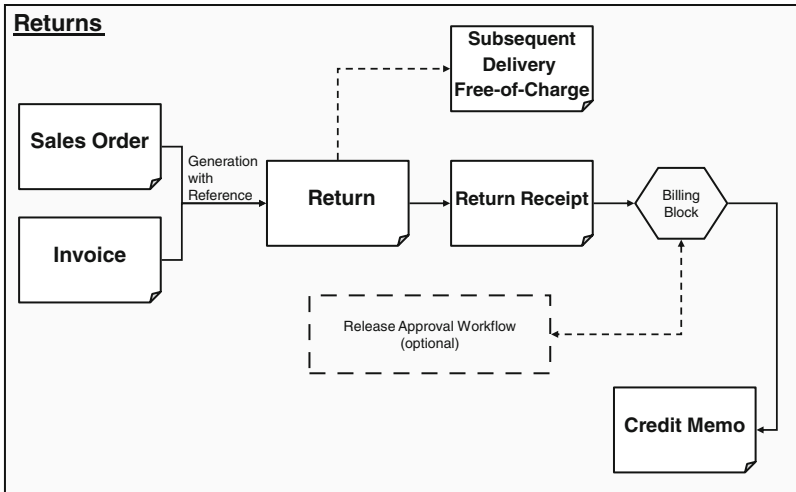 Returns
Subsequent
Delivery
Free-of-Charge
Sales Order
Generation
with
Reference
Return
Return Receipt
Billing
Block
Invoice
Release Approval Workflow
(optional)
Credit Memo